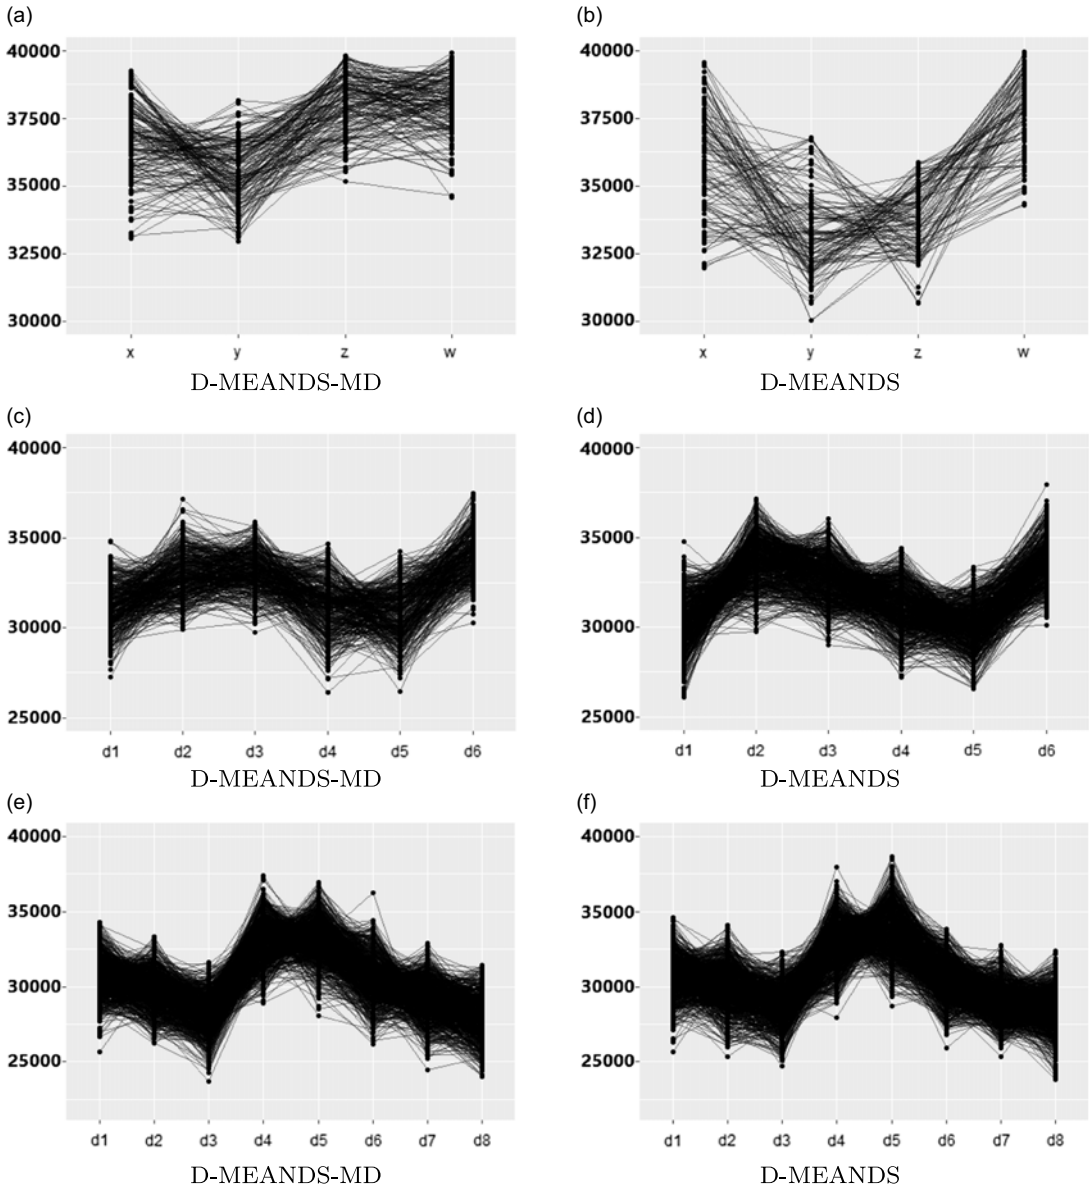 (a)
40000
37500
35000
32500
30000
x y z w
D-MEANDS-MD
(b)
40000
37500
35000
32500
30000
x y z w
D-MEANDS
(c)
40000
35000
30000
25000
d1 d2 d3 d4 d5 d6
D-MEANDS-MD
(d)
40000
35000
30000
25000
d1 d2 d3 d4 d5 d6
D-MEANDS
(e)
40000
35000
30000
25000
d1 d2 d3 d4 d5 d6 d7 d8
D-MEANDS-MD
(f)
40000
35000
30000
25000
d1 d2 d3 d4 d5 d6 d7 d8
D-MEANDS